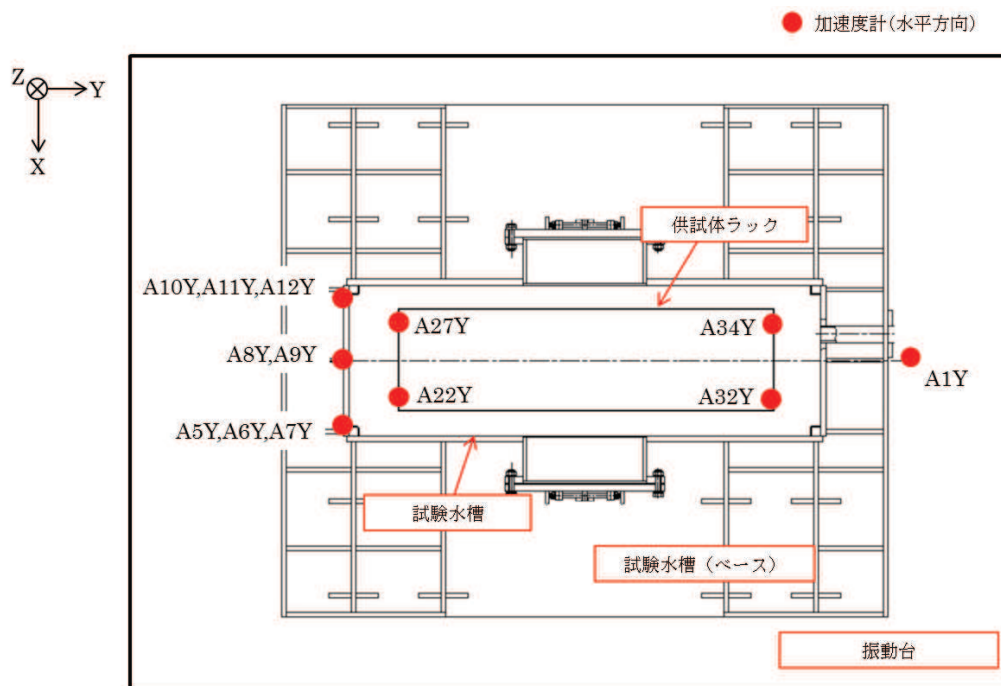 加速度計(水平方向)
Z
Y
X
供試体ラック
A10Y,A11Y,A12Y
A27Y
A34Y
A8Y,A9Y
A1Y
A22Y
A32Y
A5Y,A6Y,A7Y
試験水槽
試験水槽（ベース）
振動台